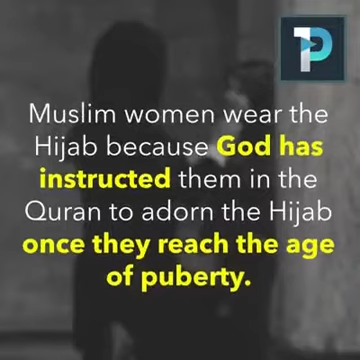 1P
Muslim women wear the
Hijab because God has
instructed them in the
Quran to adorn the Hijab
once they reach the age
of puberty.